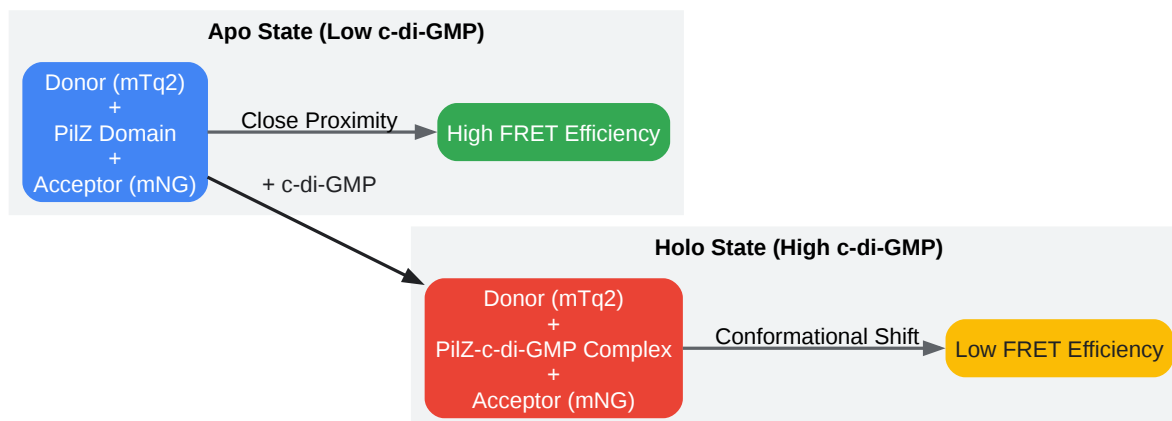 Apo State (Low c-di-GMP)
Donor (mTq2)
+
PilZ Domain
+
Acceptor (mNG)
Close Proximity
High FRET Efficiency
+ c-di-GMP
Holo State (High c-di-GMP)
Donor (mTq2)
+
PilZ-c-di-GMP Complex
+
Acceptor (mNG)
Conformational Shift
Low FRET Efficiency